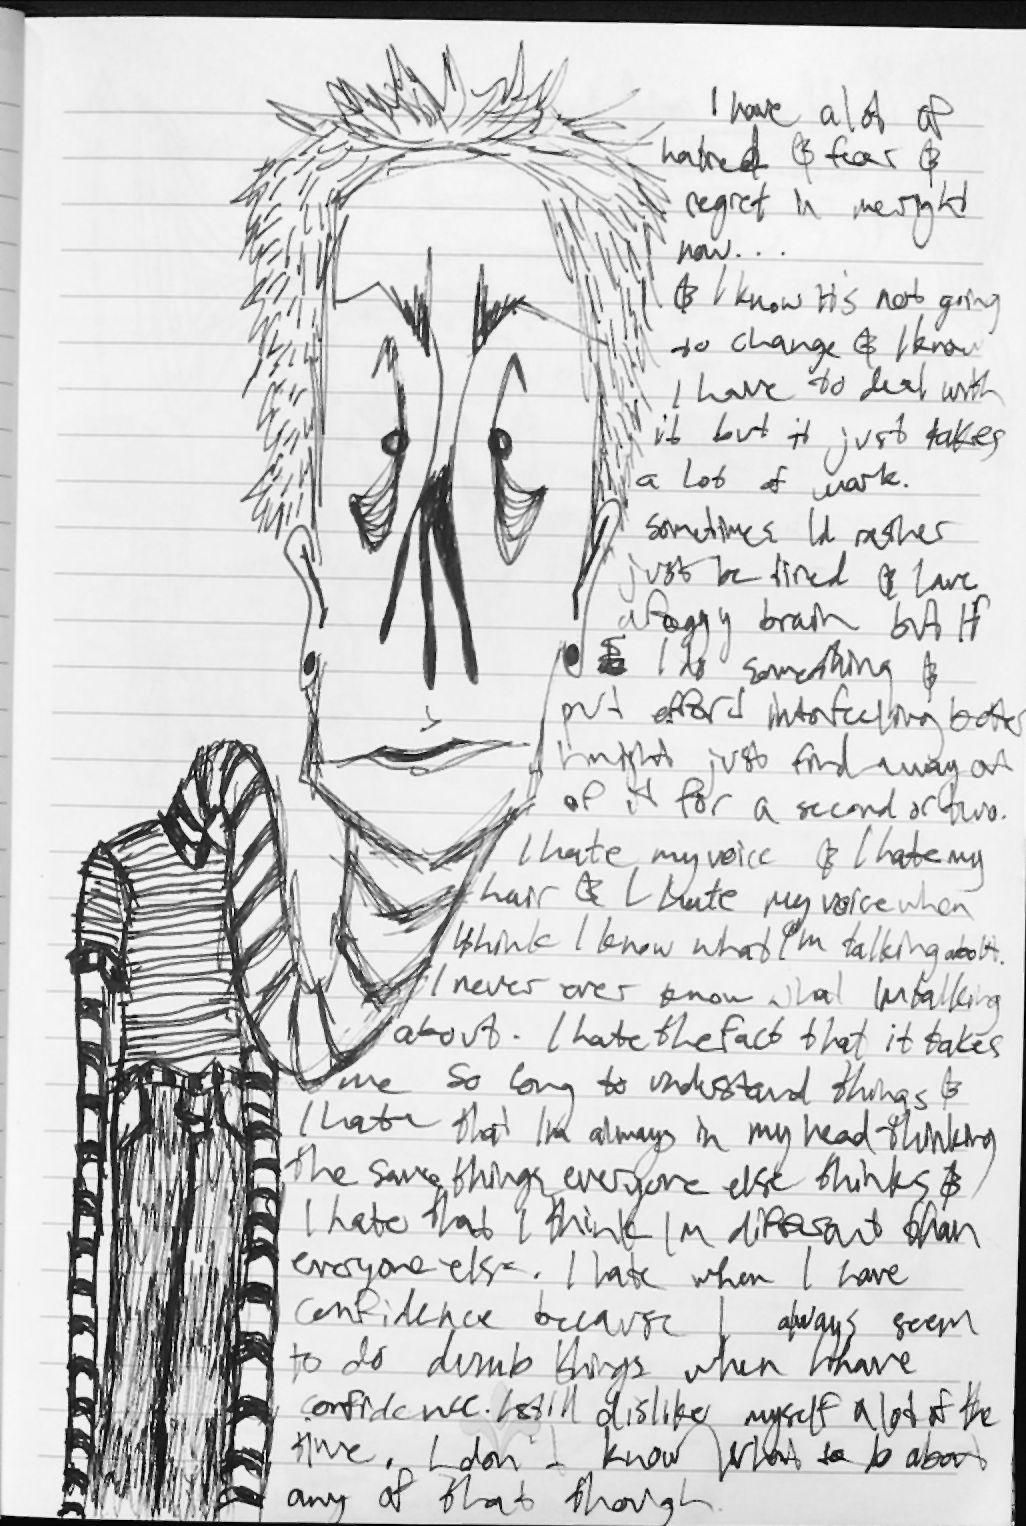 I have a lot of
hatred & fear &
regret in me right
now....
& I know it's not going
to change & I know
I have to deal with
it but it just takes
a lot of work.
sometimes I'd rather
just be tired & have
a foggy brain but if
I do something &
put effort into feeling better
I might just find a way out
of it for a second or two.
I hate my voice & I hate my
hair & I hate my voice when
I think I know what I'm talking about.
I never ever know what I'm talking
about. I hate the fact that it takes
me so long to understand things &
I hate that I'm always in my head thinking
the same things everyone else thinks &
I hate that I think I'm different than
everyone else. I hate when I have
confidence because I always seem
to do dumb things when I have
confidence. I still dislike myself a lot of the
time. I don't know what to do about
any of that though.